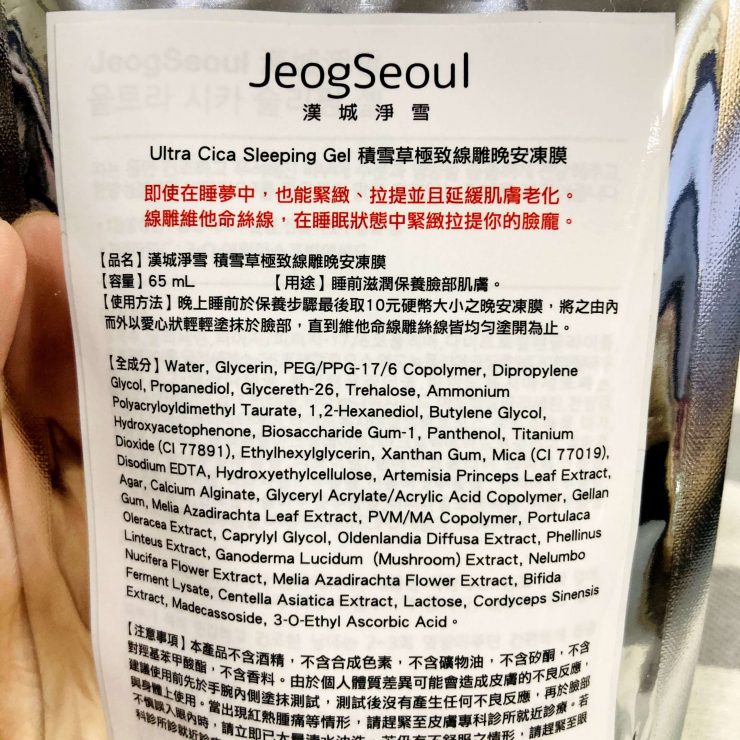 JeogSeoul
漢城淨雪
Ultra Cica Sleeping Gel 積雪草極致線雕晚安凍膜
即使在睡夢中，也能緊緻、拉提並且延緩肌膚老化。
線雕維他命絲線，在睡眠狀態中緊緻拉提你的臉龐。
【品名】漢城淨雪 積雪草極致線雕晚安凍膜
【容量】65 mL 【用途】睡前滋潤保養臉部肌膚。
【使用方法】晚上睡前於保養步驟最後取10元硬幣大小之晚安凍膜，將之由內
而外以愛心狀輕輕塗抹於臉部，直到維他命線雕絲線皆均勻塗開為止。
【全成分】Water, Glycerin, PEG/PPG-17/6 Copolymer, Dipropylene
Glycol, Propanediol, Glycereth-26, Trehalose, Ammonium
Polyacryloyldimethyl Taurate, 1,2-Hexanediol, Butylene Glycol,
Hydroxyacetophenone, Biosaccharide Gum-1, Panthenol, Titanium
Dioxide (CI 77891), Ethylhexylglycerin, Xanthan Gum, Mica (CI 77019),
Disodium EDTA, Hydroxyethylcellulose, Artemisia Princeps Leaf Extract,
Agar, Calcium Alginate, Glyceryl Acrylate/Acrylic Acid Copolymer, Gellan
Gum, Melia Azadirachta Leaf Extract, PVM/MA Copolymer, Portulaca
Oleracea Extract, Caprylyl Glycol, Oldenlandia Diffusa Extract, Phellinus
Linteus Extract, Ganoderma Lucidum (Mushroom) Extract, Nelumbo
Nucifera Flower Extract, Melia Azadirachta Flower Extract, Bifida
Ferment Lysate, Centella Asiatica Extract, Lactose, Cordyceps Sinensis
Extract, Madecassoside, 3-O-Ethyl Ascorbic Acid。
【注意事項】本產品不含酒精，不含合成色素，不含礦物油，不含矽酮，不含
對羥基苯甲酸酯，不含香料。由於個人體質差異可能會造成皮膚的不良反應，
建議使用前先於手腕內側塗抹測試，測試後沒有產生任何不良反應，再於臉部
與身體上使用。當出現紅熱腫痛等情形，請趕緊至皮膚專科診所就近診療。若
不慎誤入眼內時，請立即已大量清水沖洗，若仍有不舒服之情形，請趕緊至眼
科診所就近診